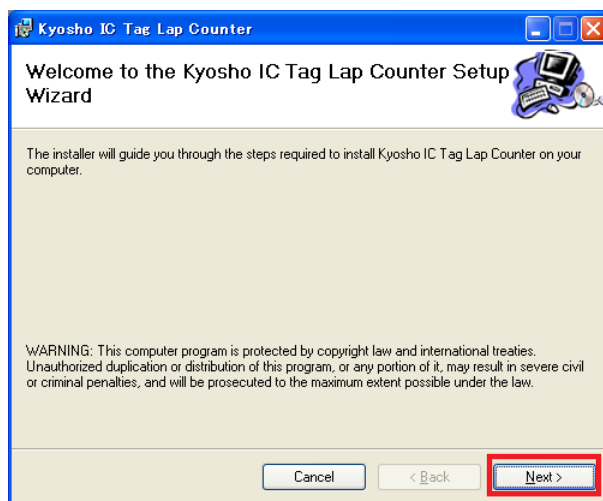 Kyosho IC Tag Lap Counter
Welcome to the Kyosho IC Tag Lap Counter Setup
Wizard
The installer will guide you through the steps required to install Kyosho IC Tag Lap Counter on your
computer.
WARNING: This computer program is protected by copyright law and international treaties.
Unauthorized duplication or distribution of this program, or any portion of it, may result in severe civil
or criminal penalties, and will be prosecuted to the maximum extent possible under the law.
Cancel < Back Next >